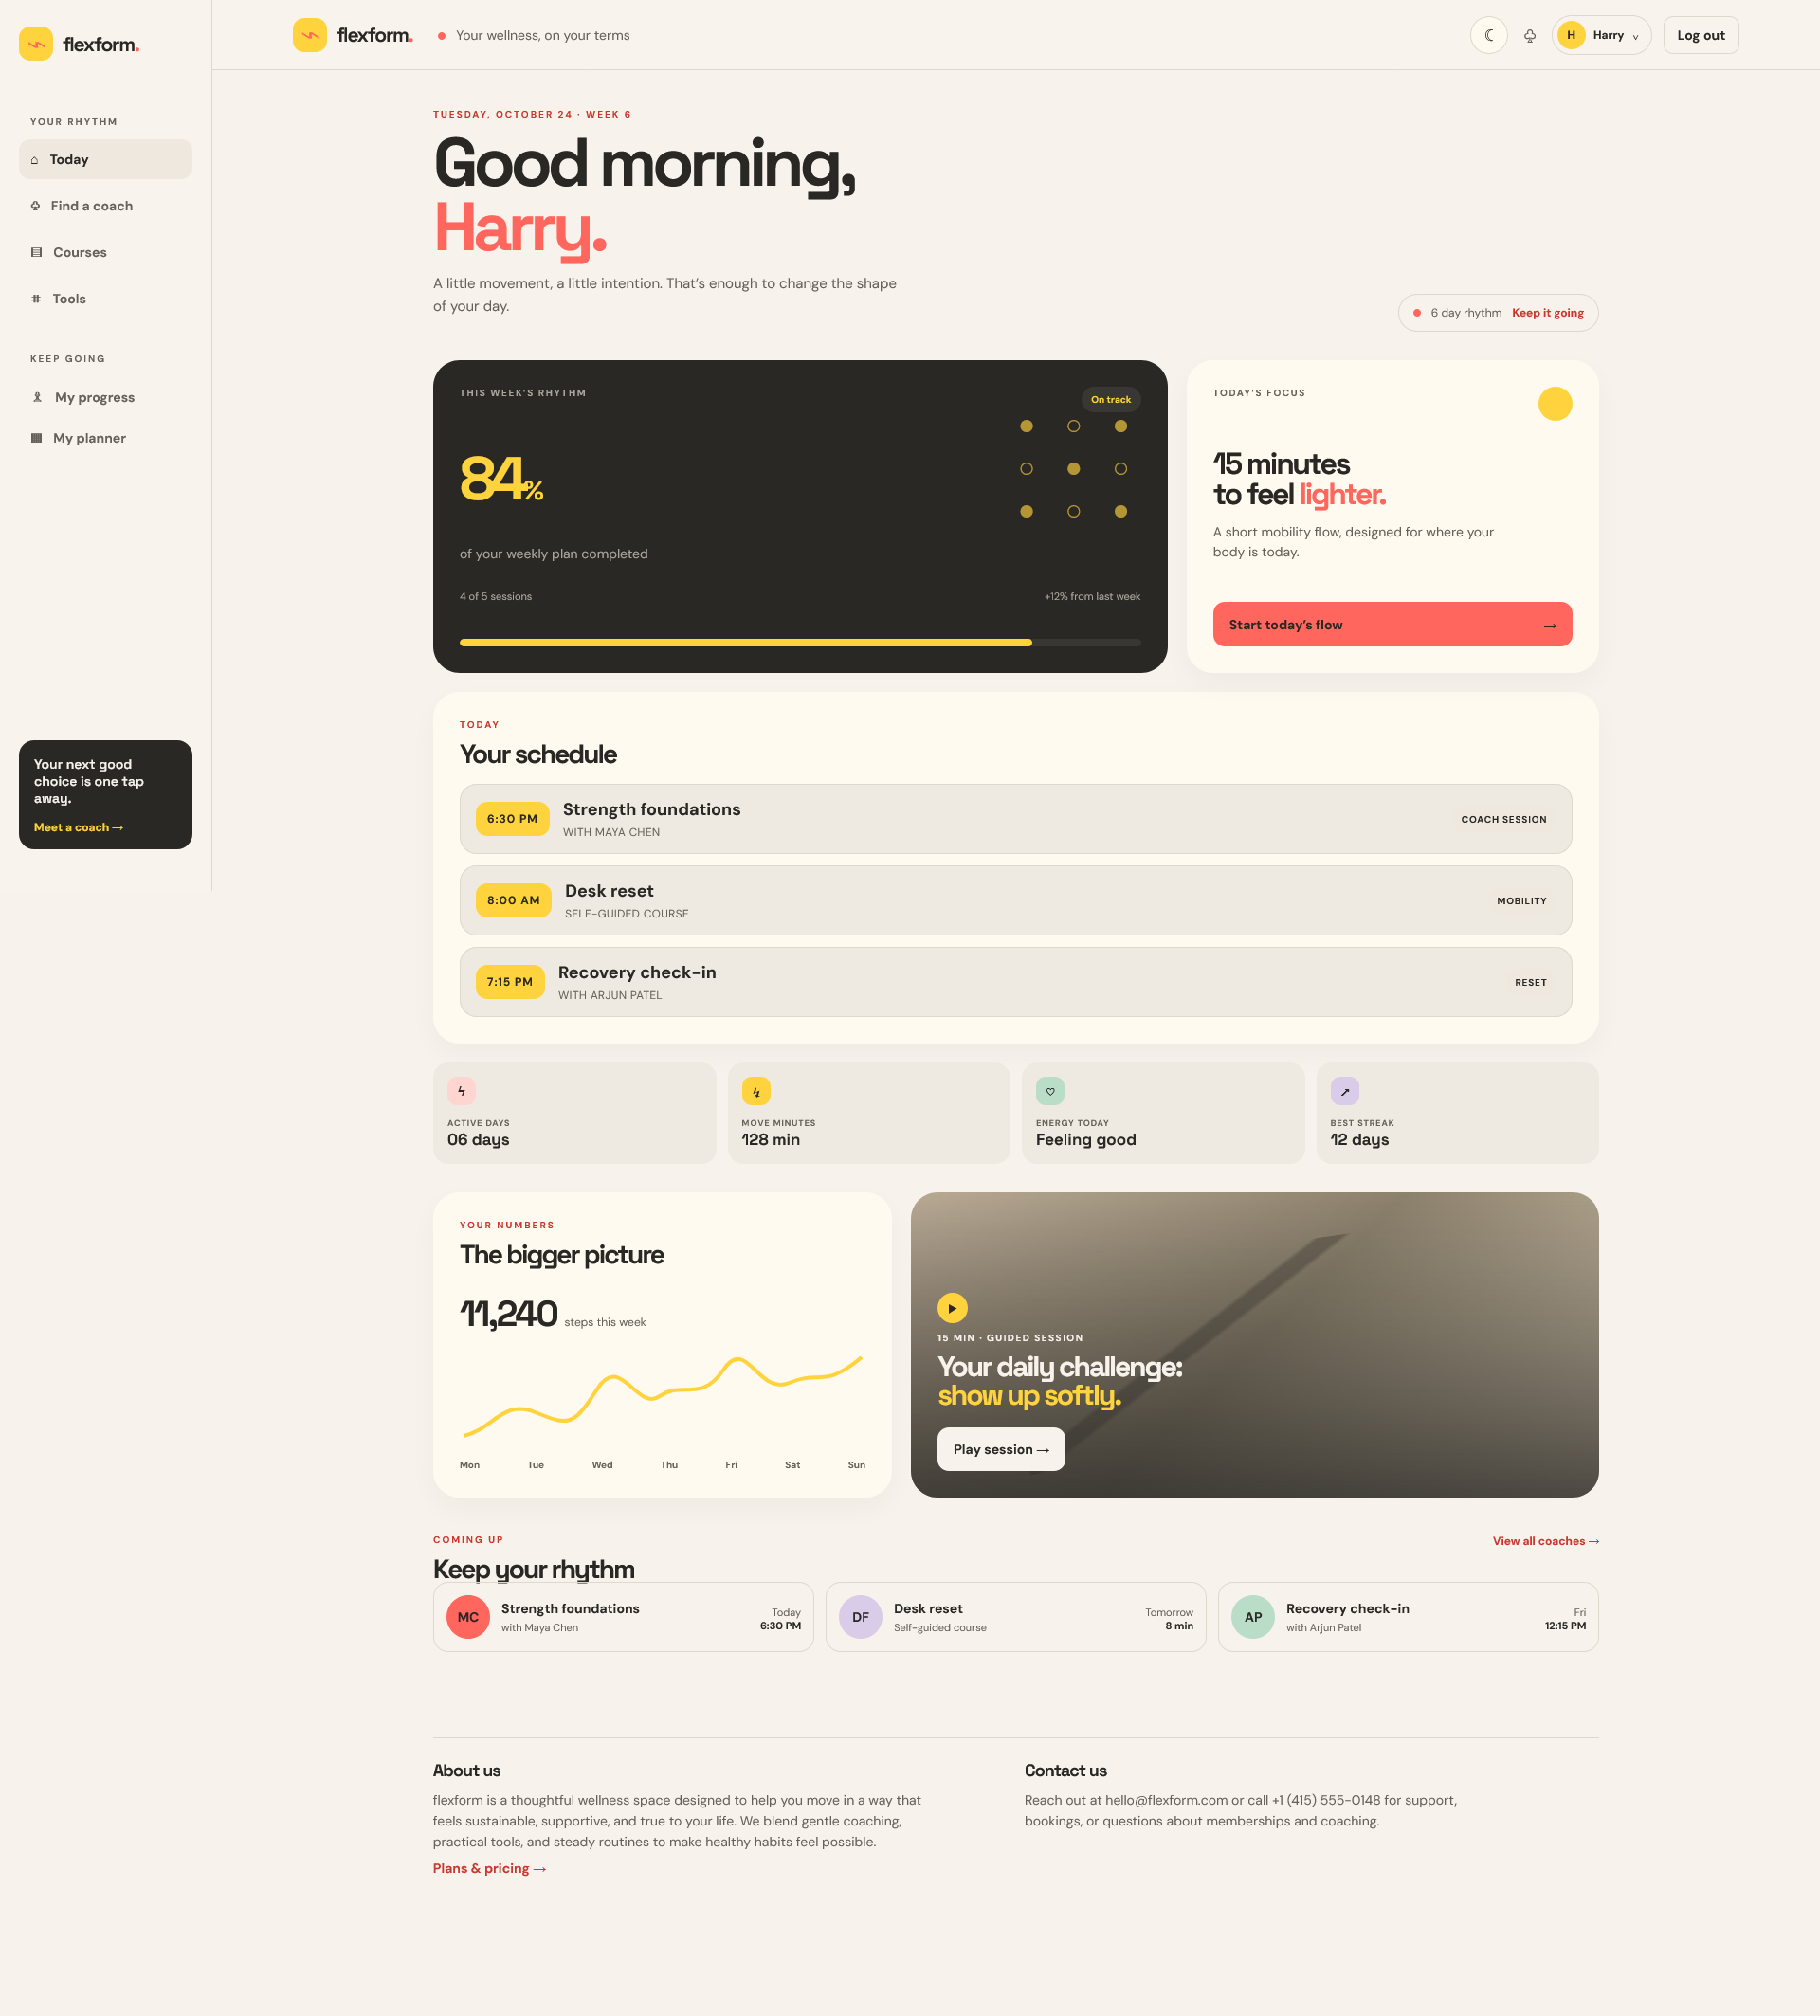 flexform.
YOUR RHYTHM
Today
Find a coach
Courses
Tools
KEEP GOING
My progress
My planner
Your next good
choice is one tap
away.
Meet a coach →
flexform.
Your wellness, on your terms
H Harry
Log out
TUESDAY, OCTOBER 24 · WEEK 6
Good morning,
Harry.
A little movement, a little intention. That's enough to change the shape
of your day.
6 day rhythm Keep it going
THIS WEEK'S RHYTHM
On track
84%
of your weekly plan completed
4 of 5 sessions
+12% from last week
TODAY'S FOCUS
15 minutes
to feel lighter.
A short mobility flow, designed for where your
body is today.
Start today's flow →
TODAY
Your schedule
6:30 PM
Strength foundations
WITH MAYA CHEN
COACH SESSION
8:00 AM
Desk reset
SELF-GUIDED COURSE
MOBILITY
7:15 PM
Recovery check-in
WITH ARJUN PATEL
RESET
ACTIVE DAYS
06 days
MOVE MINUTES
128 min
ENERGY TODAY
Feeling good
BEST STREAK
12 days
YOUR NUMBERS
The bigger picture
11,240 steps this week
Mon Tue Wed Thu Fri Sat Sun
15 MIN · GUIDED SESSION
Your daily challenge:
show up softly.
Play session →
COMING UP
Keep your rhythm
View all coaches →
MC
Strength foundations
with Maya Chen
Today
6:30 PM
DF
Desk reset
Self-guided course
Tomorrow
8 min
AP
Recovery check-in
with Arjun Patel
Fri
12:15 PM
About us
flexform is a thoughtful wellness space designed to help you move in a way that
feels sustainable, supportive, and true to your life. We blend gentle coaching,
practical tools, and steady routines to make healthy habits feel possible.
Plans & pricing →
Contact us
Reach out at hello@flexform.com or call +1 (415) 555-0148 for support,
bookings, or questions about memberships and coaching.